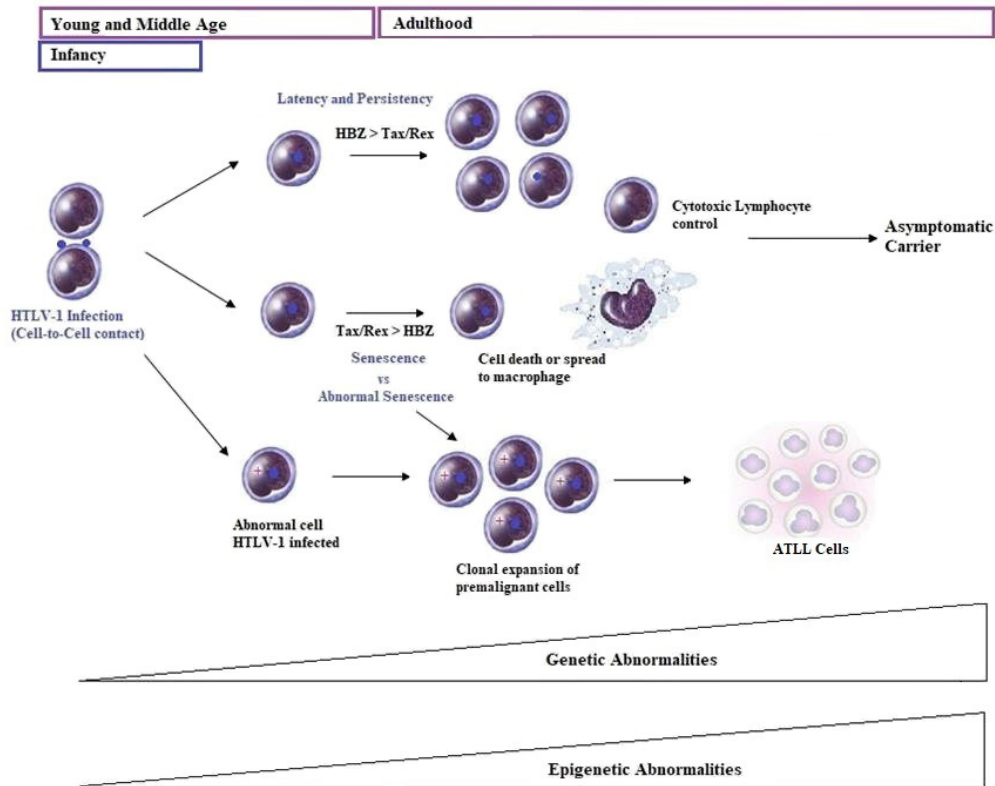 Young and Middle Age
Adulthood
Infancy
Latency and Persistency
HBZ > Tax/Rex
Cytotoxic Lymphocyte
control
Asymptomatic
Carrier
HTLV-1 Infection
(Cell-to-Cell contact)
Tax/Rex > HBZ
Cell death or spread
to macrophage
Senescence
vs
Abnormal Senescence
Abnormal cell
HTLV-1 infected
Clonal expansion of
premalignant cells
ATLL Cells
Genetic Abnormalities
Epigenetic Abnormalities